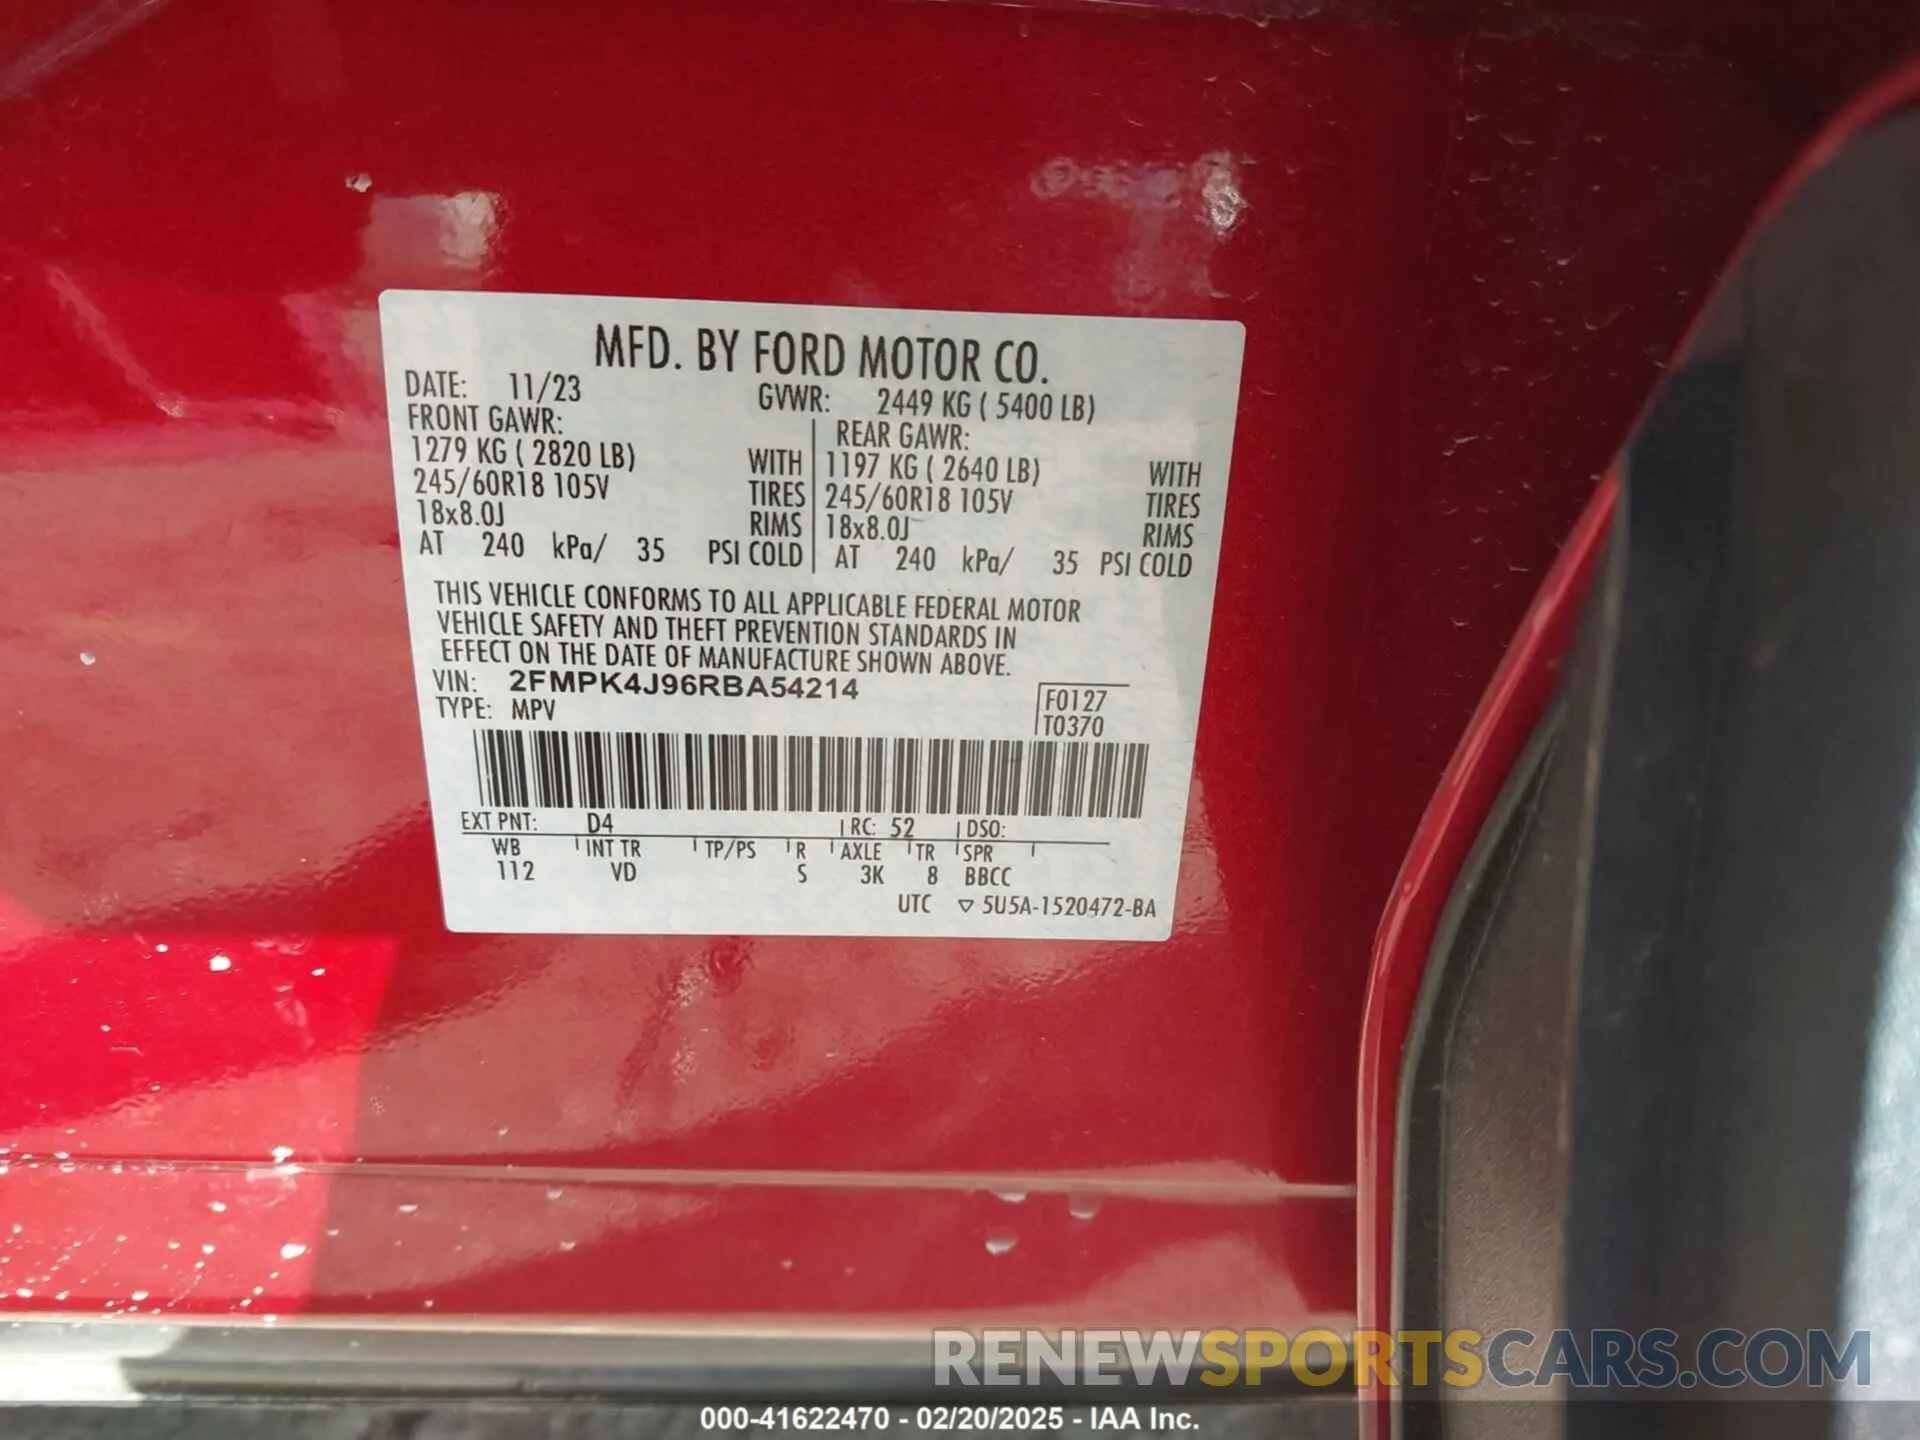 MFD. BY FORD MOTOR CO.
DATE: 11/23 GVWR: 2449 KG ( 5400 LB)
FRONT GAWR: REAR GAWR:
1279 KG ( 2820 LB) WITH 1197 KG ( 2640 LB) WITH
245/60R18 105V TIRES 245/60R18 105V TIRES
18x8.0J RIMS 18x8.0J RIMS
AT 240 kPa/ 35 PSI COLD AT 240 kPa/ 35 PSI COLD
THIS VEHICLE CONFORMS TO ALL APPLICABLE FEDERAL MOTOR
VEHICLE SAFETY AND THEFT PREVENTION STANDARDS IN
EFFECT ON THE DATE OF MANUFACTURE SHOWN ABOVE.
VIN: 2FMPK4J96RBA54214
TYPE: MPV
F0127
T0370
EXT PNT: D4 RC: 52 DSO:
WB INT TR TP/PS R AXLE TR SPR
112 VD S 3K 8 BBCC
UTC ▽ 5U5A-1520472-BA
RENEWSPORTSCARS.COM
000-41622470 - 02/20/2025 - IAA Inc.